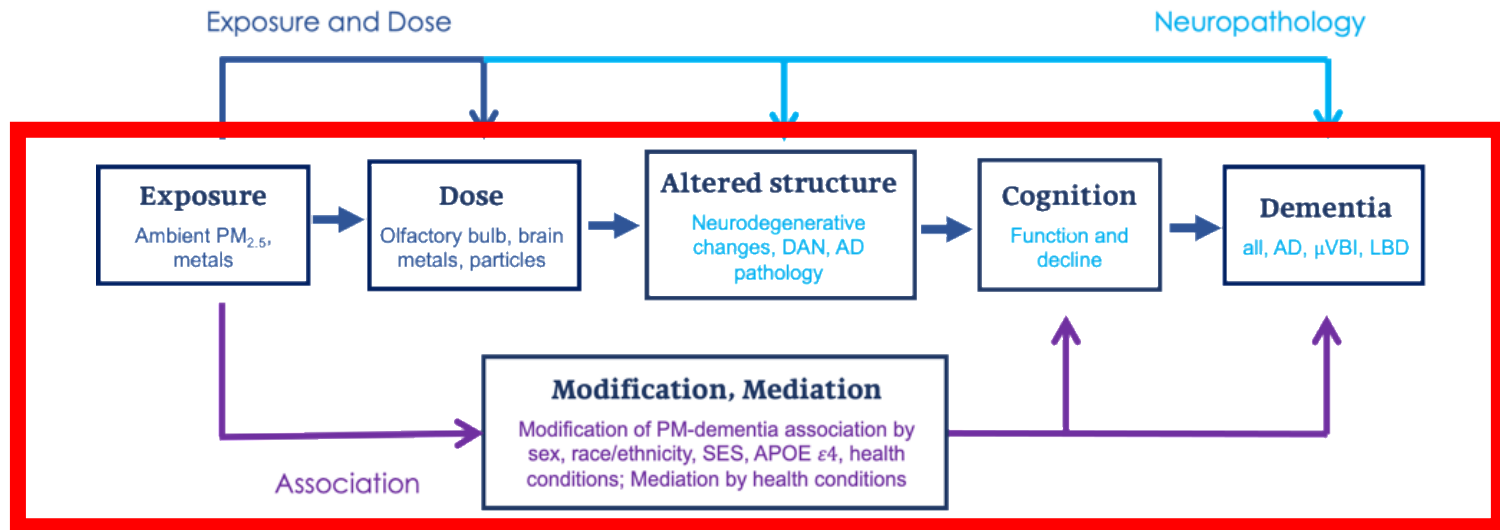 Exposure and Dose
Neuropathology
Exposure
Ambient PM2.5,
metals
Dose
Olfactory bulb, brain
metals, particles
Altered structure
Neurodegenerative
changes, DAN, AD
pathology
Cognition
Function and
decline
Dementia
all, AD, μVBI, LBD
Modification, Mediation
Modification of PM-dementia association by
sex, race/ethnicity, SES, APOE ε4, health
conditions; Mediation by health conditions
Association